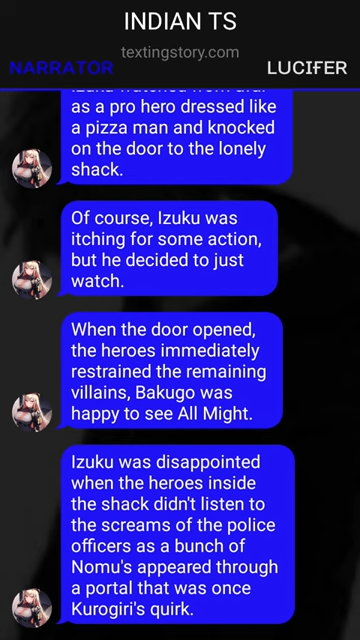 INDIAN TS
textingstory.com
NARRATOR
LUCIFER
as a pro hero dressed like
a pizza man and knocked
on the door to the lonely
shack.
Of course, Izuku was
itching for some action,
but he decided to just
watch.
When the door opened,
the heroes immediately
restrained the remaining
villains, Bakugo was
happy to see All Might.
Izuku was disappointed
when the heroes inside
the shack didn't listen to
the screams of the police
officers as a bunch of
Nomu's appeared through
a portal that was once
Kurogiri's quirk.